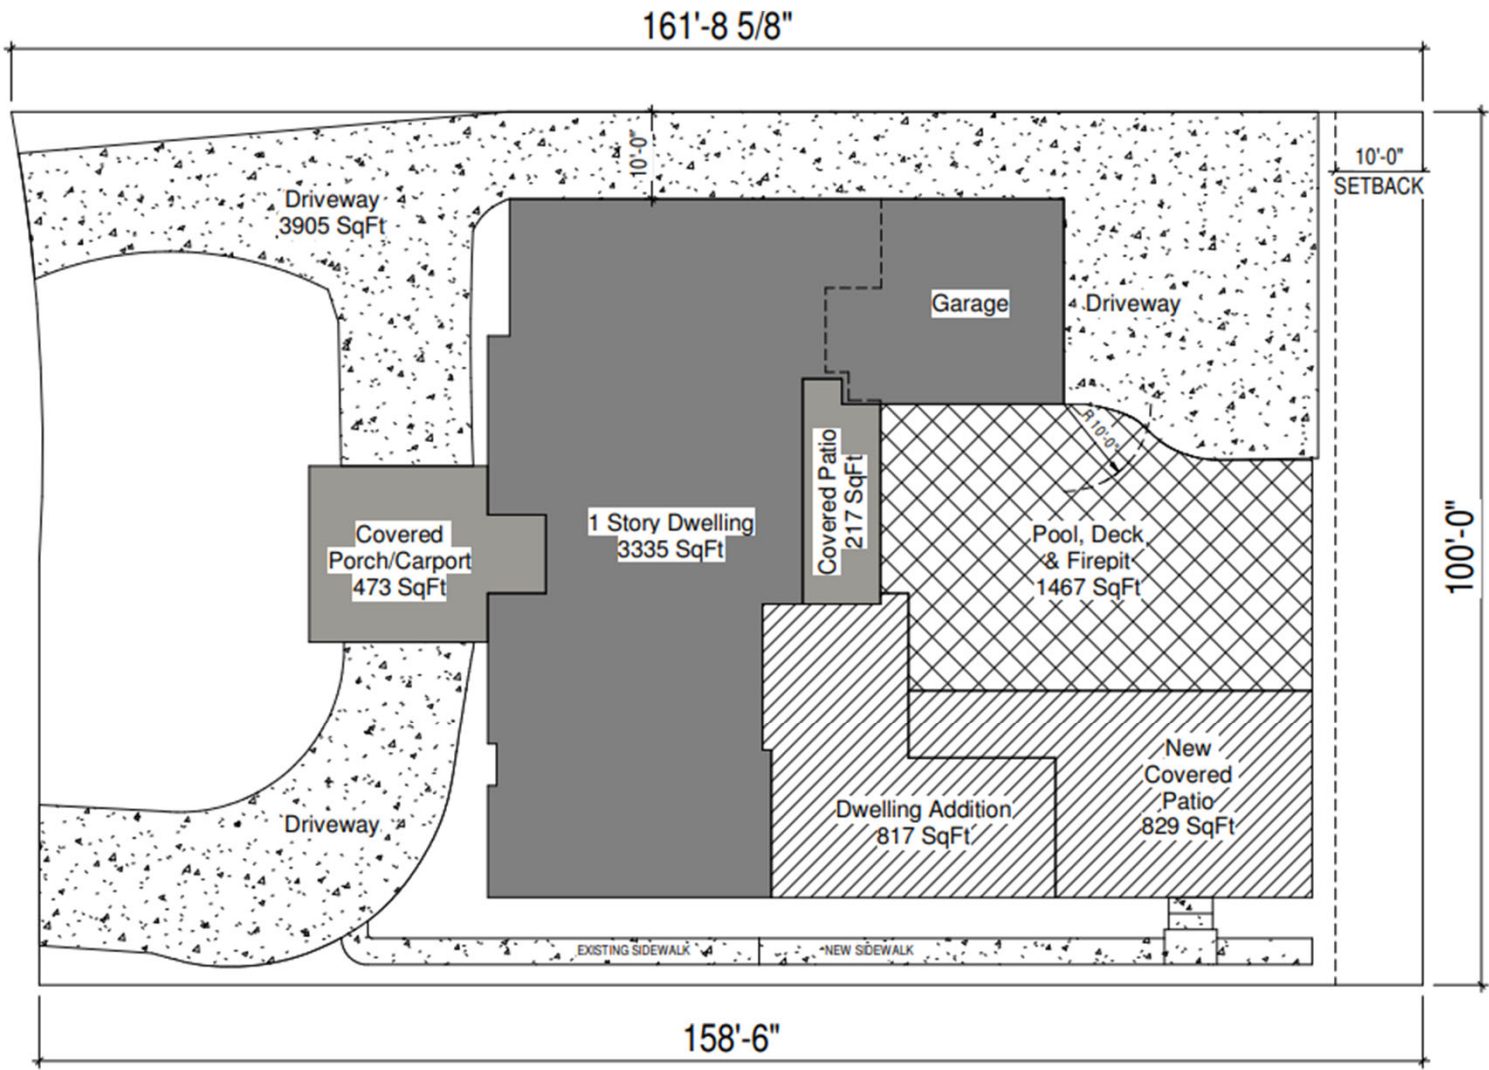 161'-8 5/8"
10'-0"
10'-0"
SETBACK
Driveway
3905 SqFt
Garage
Driveway
R 10'-0"
Covered Patio
217 SqFt
1 Story Dwelling
3335 SqFt
Covered
Porch/Carport
473 SqFt
Pool, Deck
& Firepit
1467 SqFt
100'-0"
New
Covered
Patio
829 SqFt
Dwelling Addition
817 SqFt
Driveway
EXISTING SIDEWALK
NEW SIDEWALK
158'-6"